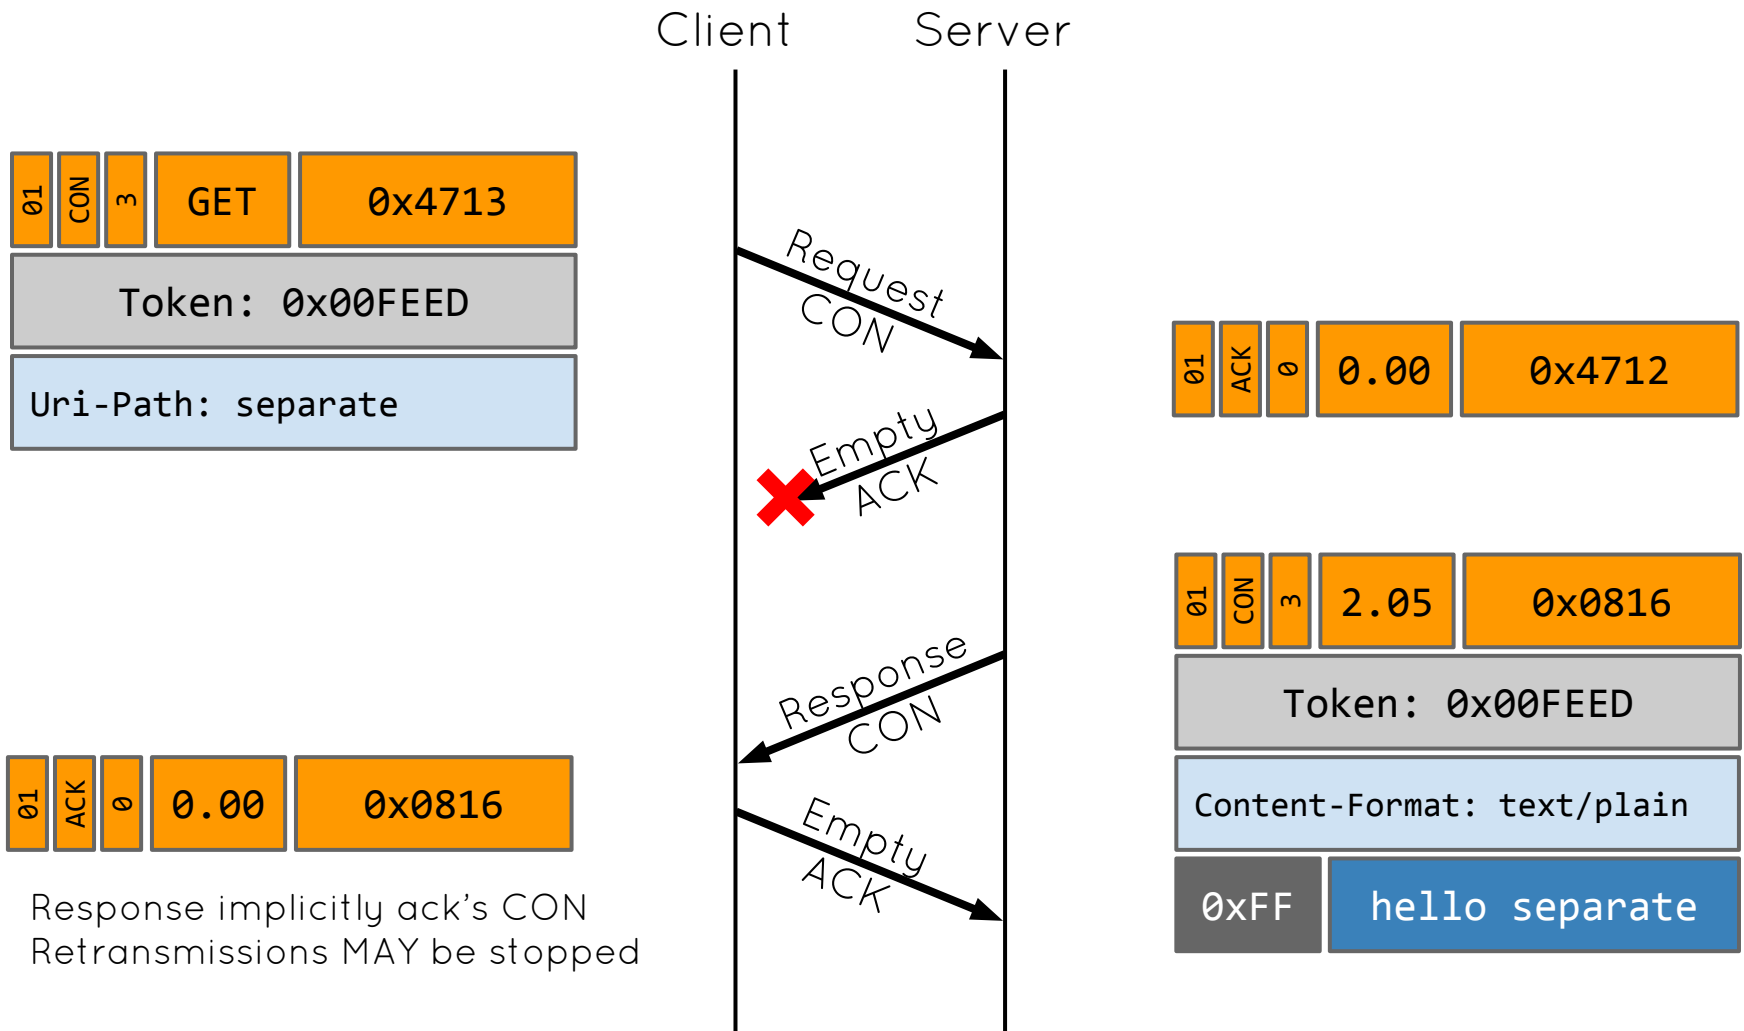 Client Server
01 CON 3 GET 0x4713
Token: 0x00FEED
Uri-Path: separate
Request
CON
01 ACK 0 0.00 0x4712
Empty
ACK
01 CON 3 2.05 0x0816
Token: 0x00FEED
Content-Format: text/plain
0xFF hello separate
Response
CON
01 ACK 0 0.00 0x0816
Empty
ACK
Response implicitly ack’s CON
Retransmissions MAY be stopped